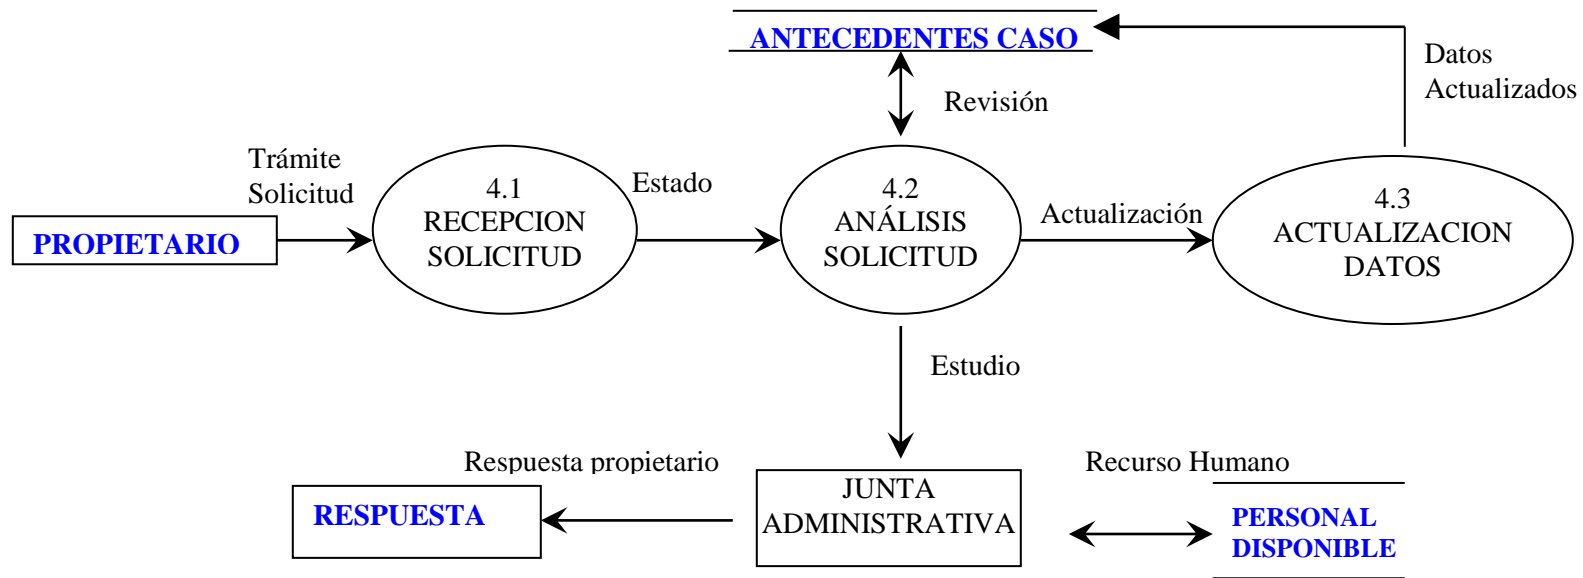 ANTECEDENTES CASO
Datos
Actualizados
Revisión
Trámite
Solicitud
4.1
RECEPCION
SOLICITUD
Estado
4.2
ANÁLISIS
SOLICITUD
Actualización
4.3
ACTUALIZACION
DATOS
PROPIETARIO
Estudio
Respuesta propietario
Recurso Humano
RESPUESTA
JUNTA
ADMINISTRATIVA
PERSONAL
DISPONIBLE